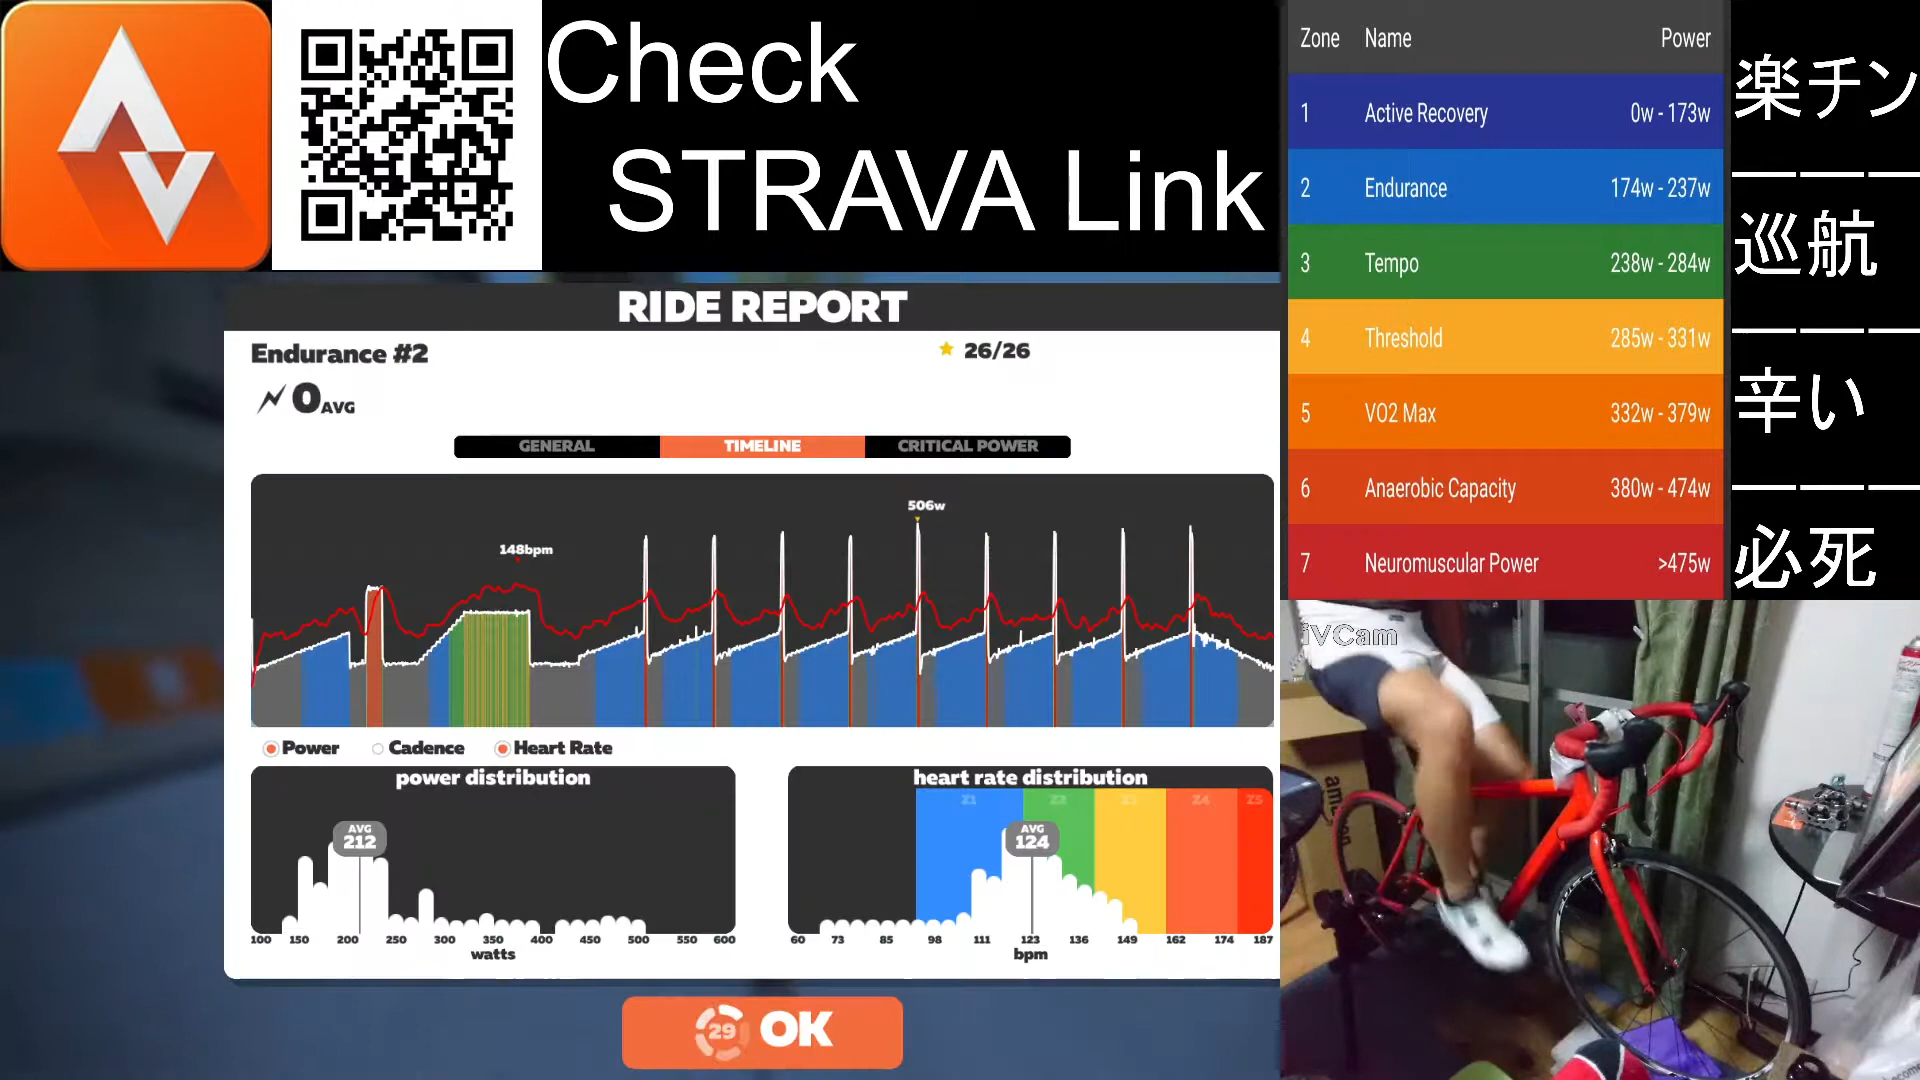 Check
STRAVA Link
RIDE REPORT
Endurance #2
26/26
0AVG
GENERAL
TIMELINE
CRITICAL POWER
506w
148bpm
Power
Cadence
Heart Rate
power distribution
AVG
212
100 150 200 250 300 350 400 450 500 550 600
watts
heart rate distribution
Z1 Z2 Z3 Z4 Z5
AVG
124
60 73 85 98 111 123 136 149 162 174 187
bpm
29 OK
Zone Name Power
1 Active Recovery 0w - 173w
2 Endurance 174w - 237w
3 Tempo 238w - 284w
4 Threshold 285w - 331w
5 VO2 Max 332w - 379w
6 Anaerobic Capacity 380w - 474w
7 Neuromuscular Power >475w
楽チン
巡航
辛い
必死
iVCam